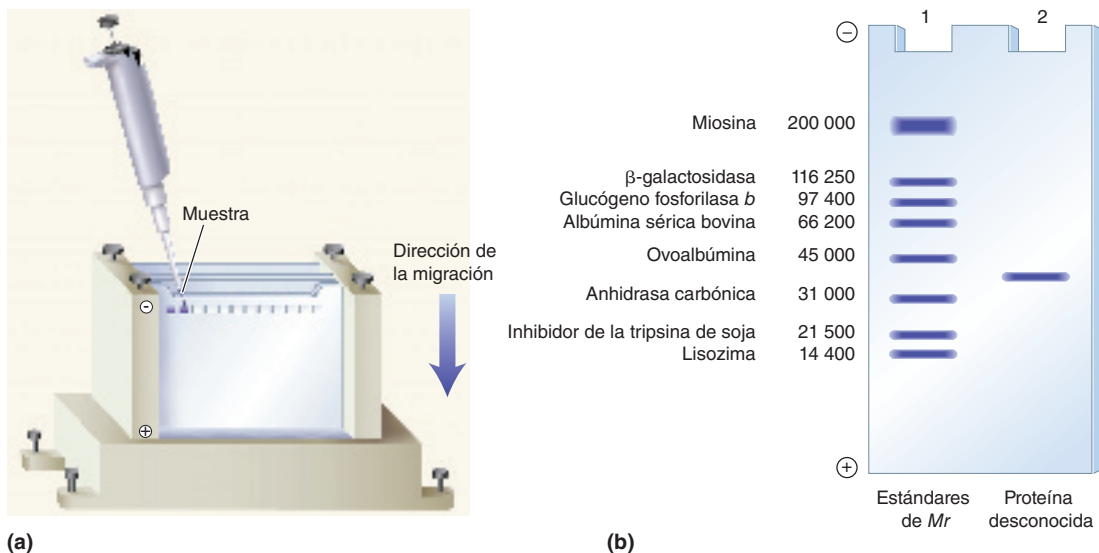 Muestra
Dirección de
la migración
-
+
(a)
1 2
-
Miosina 200 000
β-galactosidasa 116 250
Glucógeno fosforilasa b 97 400
Albúmina sérica bovina 66 200
Ovoalbúmina 45 000
Anhidrasa carbónica 31 000
Inhibidor de la tripsina de soja 21 500
Lisozima 14 400
+
Estándares
de Mr
Proteína
desconocida
(b)